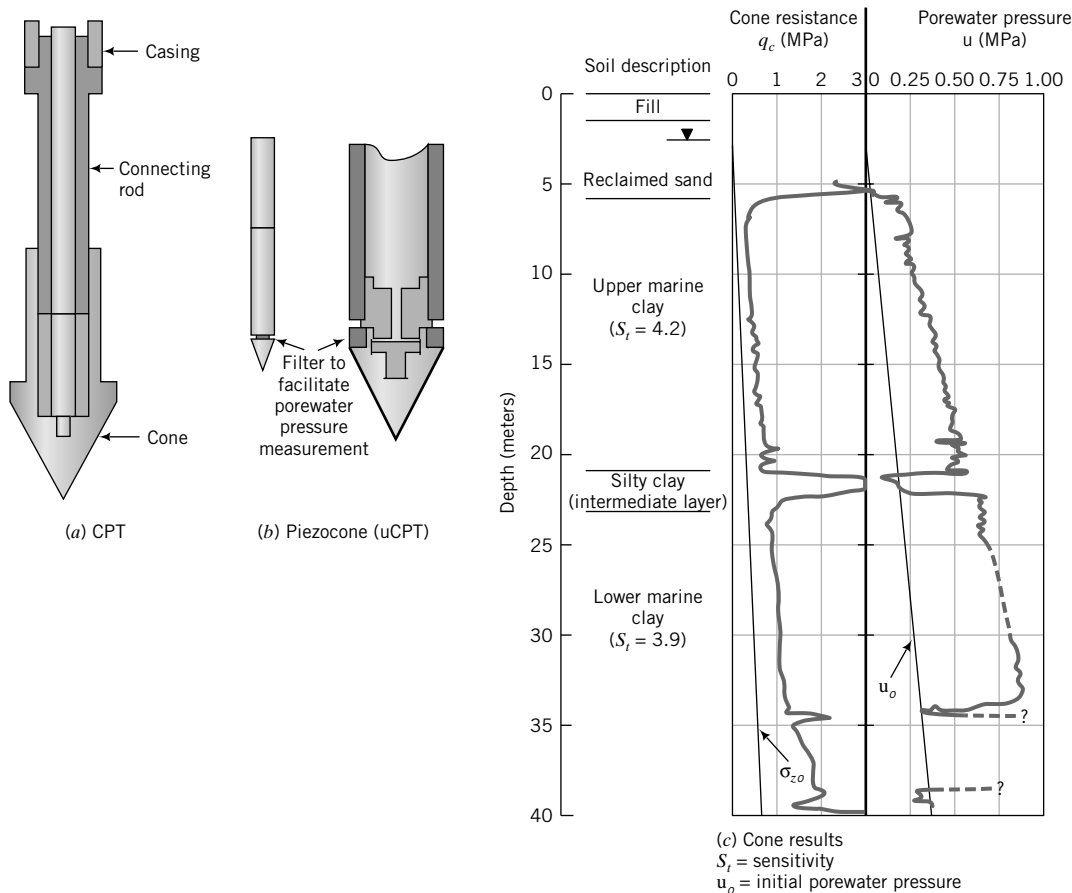 Casing
Connecting
rod
Cone
(a) CPT
Filter to
facilitate
porewater
pressure
measurement
(b) Piezocone (uCPT)
Cone resistance
q_c (MPa)
Porewater pressure
u (MPa)
Soil description
0 1 2 3 0 0.25 0.50 0.75 1.00
Depth (meters)
0
5
10
15
20
25
30
35
40
Fill
Reclaimed sand
Upper marine
clay
(S_t = 4.2)
Silty clay
(intermediate layer)
Lower marine
clay
(S_t = 3.9)
u_o
σ_zo
?
?
(c) Cone results
S_t = sensitivity
u_o = initial porewater pressure